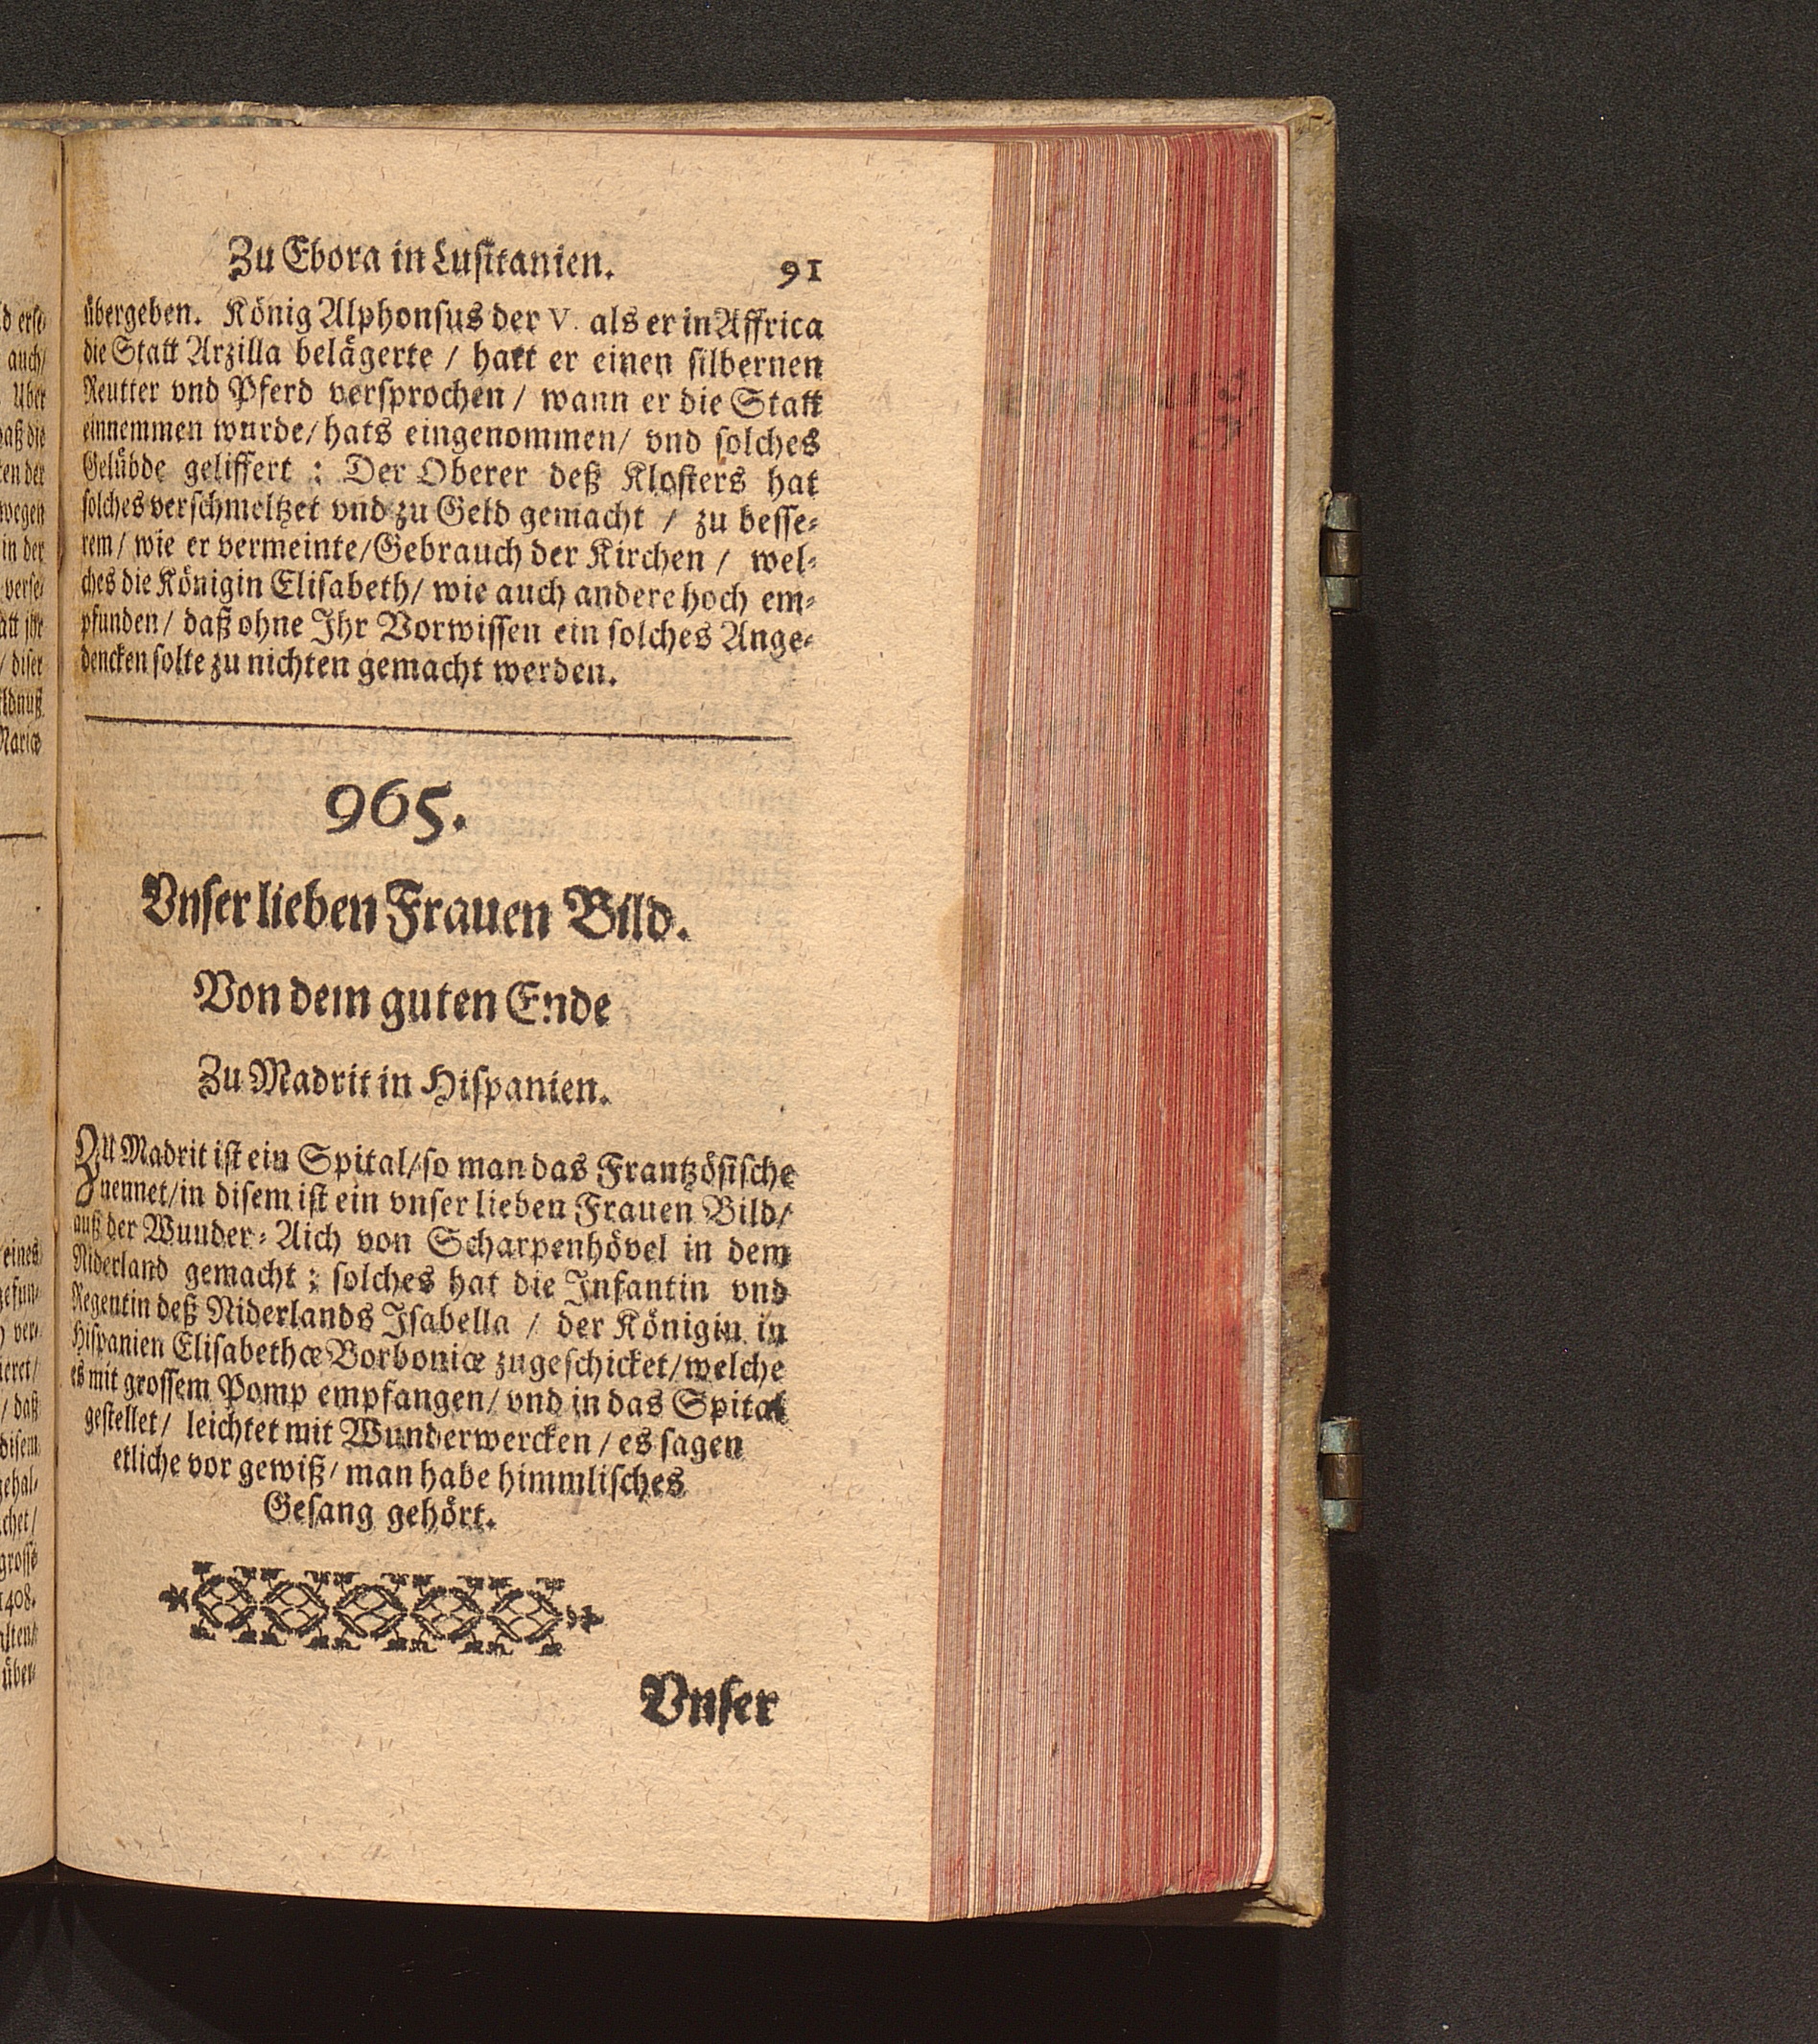 Zu Ebora in Lusitanien. 91
übergeben. König Alphonsus der V. als er in Affrica
die Statt Arzilla belägerte / hatt er einen silbernen
Reutter vnd Pferd versprochen / wann er die Statt
einnemmen wurde / hats eingenommen / vnd solches
Gelübde geliffert : Der Oberer deß Klosters hat
solches verschmeltzet vnd zu Geld gemacht / zu besse-
rem / wie er vermeinte / Gebrauch der Kirchen / wel-
ches die Königin Elisabeth / wie auch andere hoch em-
pfunden / daß ohne Ihr Vorwissen ein solches Ange-
dencken solte zu nichten gemacht werden.
965.
Vnser lieben Frauen Bild.
Von dem guten Ende
Zu Madrit in Hispanien.
Zu Madrit ist ein Spital / so man das Frantzösische
nennet / in disem ist ein vnser lieben Frauen Bild /
auß der Wunder-Aich von Scharpenhövel in dem
Niderland gemacht : solches hat die Infantin vnd
Regentin deß Niderlands Isabella / der Königin in
Hispanien Elisabethæ Borboniæ zugeschicket / welche
es mit grossem Pomp empfangen / vnd in das Spital
gestellet / leichtet mit Wunderwercken / es sagen
etliche vor gewiß / man habe himmlisches
Gesang gehört.
Vnser